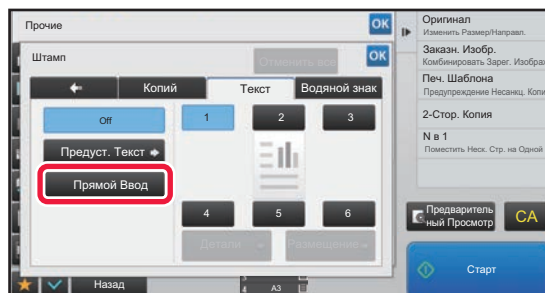 Прочие
OK
Штамп
Отменить все
OK
Копий
Текст
Водяной знак
Off
Предуст. Текст
Прямой Ввод
1
2
3
4
5
6
Детали
Размещение
Назад
A3
Оригинал
Изменить Размер/Направл.
Заказн. Изобр.
Комбинировать Зарег. Изображ
Печ. Шаблона
Предупреждение Несанкц. Копи
2-Стор. Копия
N в 1
Поместить Неск. Стр. на Одной
Предваритель
ный Просмотр
CA
Старт